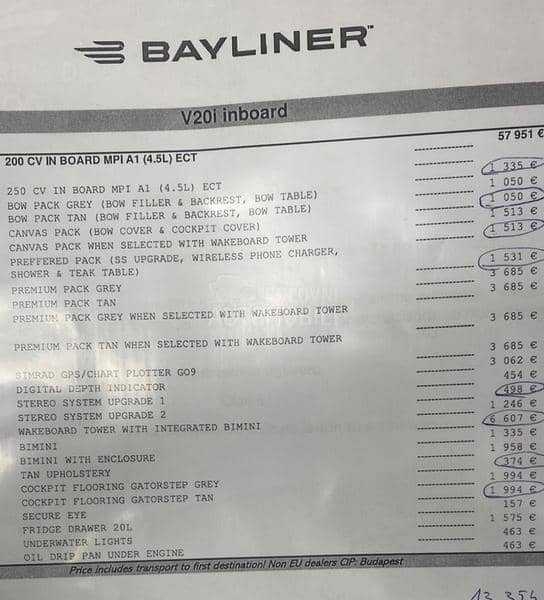 BAYLINER™
V20i inboard
200 CV IN BOARD MPI A1 (4.5L) ECT 57 951 €
250 CV IN BOARD MPI A1 (4.5L) ECT 1 335 €
BOW PACK GREY (BOW FILLER & BACKREST, BOW TABLE) 1 050 €
BOW PACK TAN (BOW FILLER & BACKREST, BOW TABLE) 1 050 €
CANVAS PACK (BOW COVER & COCKPIT COVER) 1 513 €
CANVAS PACK WHEN SELECTED WITH WAKEBOARD TOWER 1 513 €
PREFFERED PACK (SS UPGRADE, WIRELESS PHONE CHARGER,
SHOWER & TEAK TABLE) 1 531 €
PREMIUM PACK GREY 3 685 €
PREMIUM PACK TAN 3 685 €
PREMIUM PACK GREY WHEN SELECTED WITH WAKEBOARD TOWER 3 685 €
PREMIUM PACK TAN WHEN SELECTED WITH WAKEBOARD TOWER 3 685 €
SIMRAD GPS/CHART PLOTTER GO9 3 062 €
DIGITAL DEPTH INDICATOR 454 €
STEREO SYSTEM UPGRADE 1 498 €
STEREO SYSTEM UPGRADE 2 1 246 €
WAKEBOARD TOWER WITH INTEGRATED BIMINI 6 607 €
BIMINI 1 335 €
BIMINI WITH ENCLOSURE 1 958 €
TAN UPHOLSTERY 374 €
COCKPIT FLOORING GATORSTEP GREY 1 994 €
COCKPIT FLOORING GATORSTEP TAN 1 994 €
SECURE EYE 157 €
FRIDGE DRAWER 20L 1 575 €
UNDERWATER LIGHTS 463 €
OIL DRIP PAN UNDER ENGINE 463 €
Price includes transport to first destination! Non EU dealers CIP: Budapest